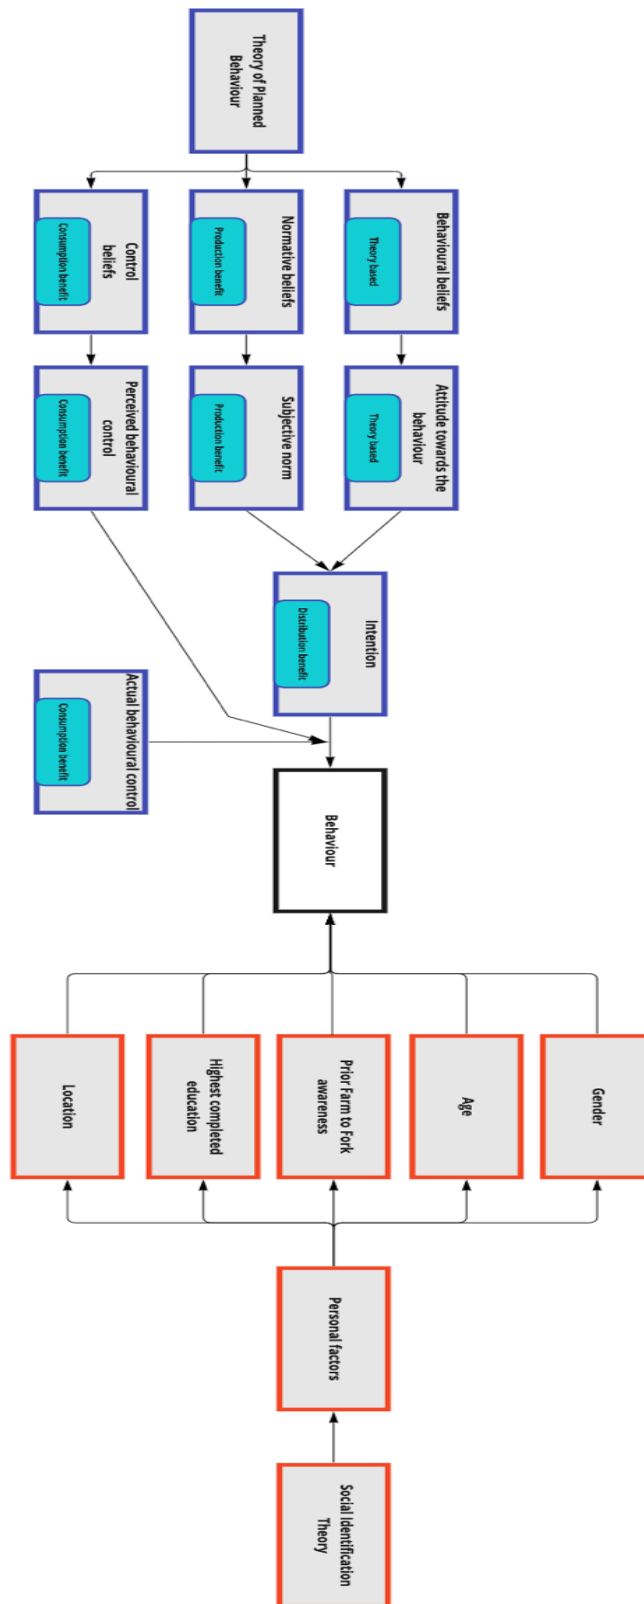 Theory of Planned
Behaviour
Behavioural beliefs
Theory based
Normative beliefs
Production benefit
Control
beliefs
Consumption benefit
Attitude towards the
behaviour
Theory based
Subjective norm
Production benefit
Perceived behavioural
control
Consumption benefit
Intention
Distribution benefit
Actual behavioural control
Consumption benefit
Behaviour
Gender
Age
Prior Farm to Fork
awareness
Highest completed
education
Location
Personal factors
Social Identification
Theory